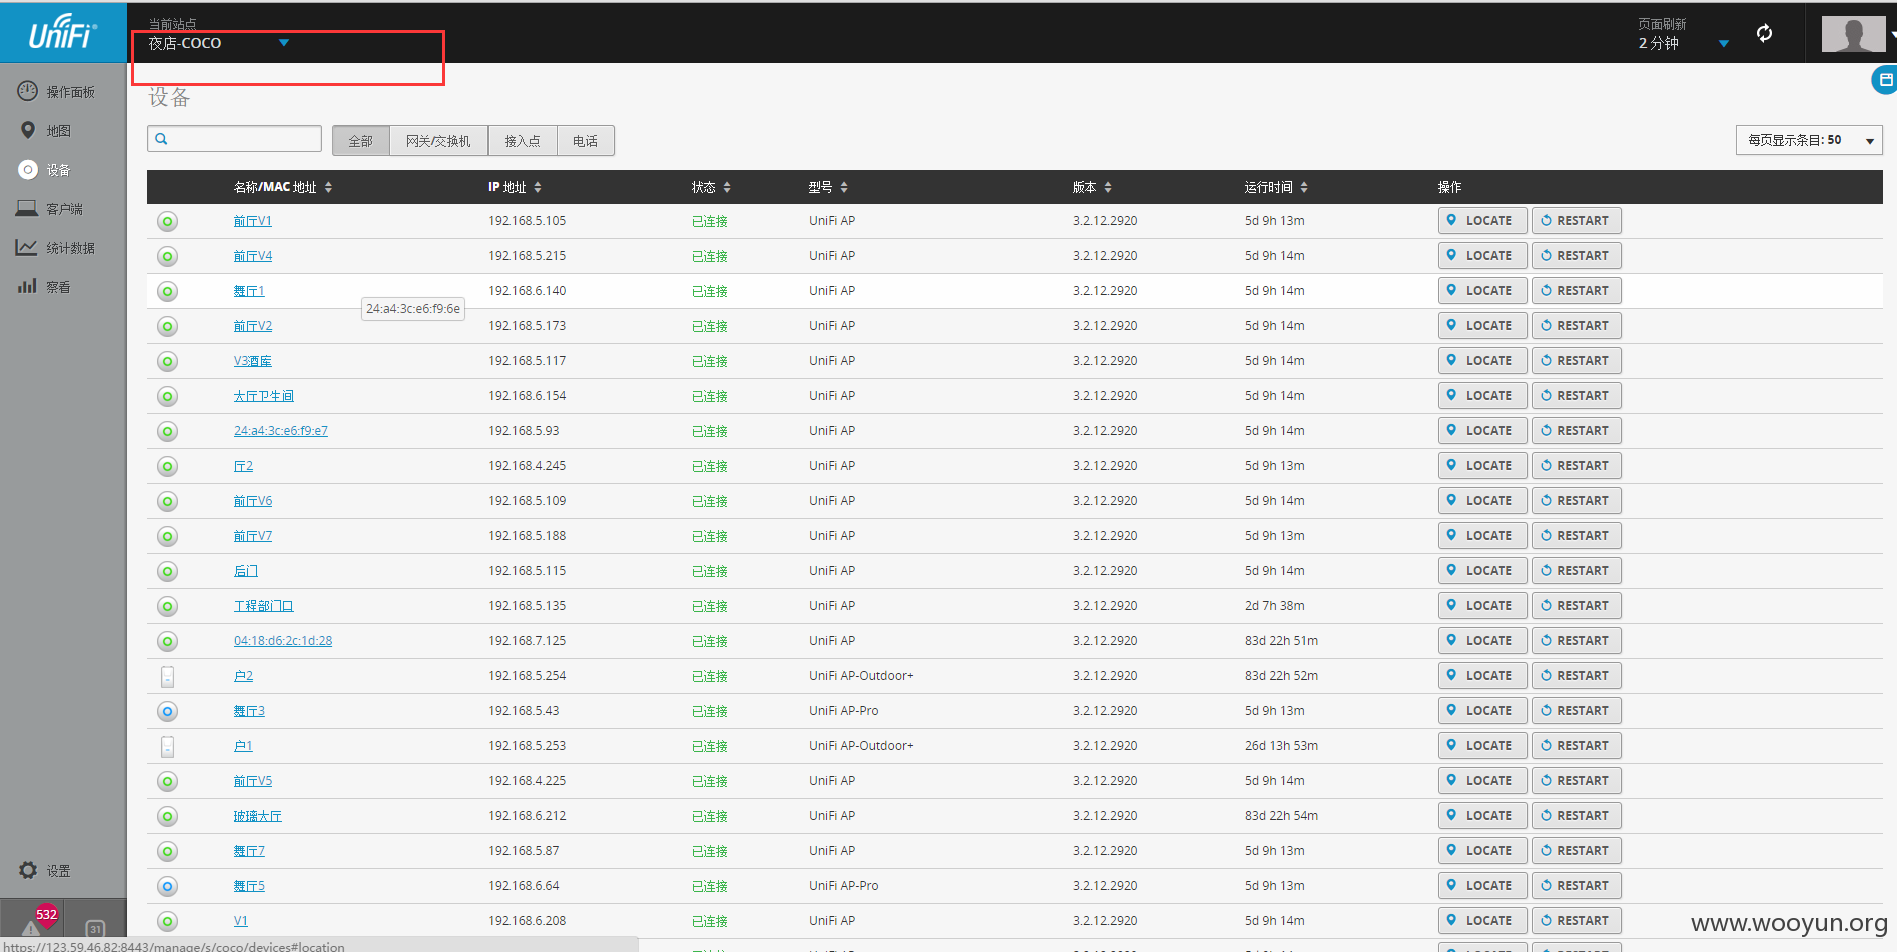 UniFi
当前站点
夜店-COCO
页面刷新
2 分钟
操作面板
地图
设备
客户端
统计数据
察看
设置
532
31
设备
全部 网关/交换机 接入点 电话
每页显示条目: 50
名称/MAC 地址 IP 地址 状态 型号 版本 运行时间 操作
前厅V1 192.168.5.105 已连接 UniFi AP 3.2.12.2920 5d 9h 13m LOCATE RESTART
前厅V4 192.168.5.215 已连接 UniFi AP 3.2.12.2920 5d 9h 14m LOCATE RESTART
舞厅1 192.168.6.140 已连接 UniFi AP 3.2.12.2920 5d 9h 14m LOCATE RESTART
24:a4:3c:e6:f9:6e
前厅V2 192.168.5.173 已连接 UniFi AP 3.2.12.2920 5d 9h 14m LOCATE RESTART
V3酒库 192.168.5.117 已连接 UniFi AP 3.2.12.2920 5d 9h 14m LOCATE RESTART
大厅卫生间 192.168.6.154 已连接 UniFi AP 3.2.12.2920 5d 9h 14m LOCATE RESTART
24:a4:3c:e6:f9:e7 192.168.5.93 已连接 UniFi AP 3.2.12.2920 5d 9h 14m LOCATE RESTART
厅2 192.168.4.245 已连接 UniFi AP 3.2.12.2920 5d 9h 13m LOCATE RESTART
前厅V6 192.168.5.109 已连接 UniFi AP 3.2.12.2920 5d 9h 14m LOCATE RESTART
前厅V7 192.168.5.188 已连接 UniFi AP 3.2.12.2920 5d 9h 13m LOCATE RESTART
后门 192.168.5.115 已连接 UniFi AP 3.2.12.2920 5d 9h 14m LOCATE RESTART
工程部门口 192.168.5.135 已连接 UniFi AP 3.2.12.2920 2d 7h 38m LOCATE RESTART
04:18:d6:2c:1d:28 192.168.7.125 已连接 UniFi AP 3.2.12.2920 83d 22h 51m LOCATE RESTART
户2 192.168.5.254 已连接 UniFi AP-Outdoor+ 3.2.12.2920 83d 22h 52m LOCATE RESTART
舞厅3 192.168.5.43 已连接 UniFi AP-Pro 3.2.12.2920 5d 9h 13m LOCATE RESTART
户1 192.168.5.253 已连接 UniFi AP-Outdoor+ 3.2.12.2920 26d 13h 53m LOCATE RESTART
前厅V5 192.168.4.225 已连接 UniFi AP 3.2.12.2920 5d 9h 14m LOCATE RESTART
玻璃大厅 192.168.6.212 已连接 UniFi AP 3.2.12.2920 83d 22h 54m LOCATE RESTART
舞厅7 192.168.5.87 已连接 UniFi AP 3.2.12.2920 5d 9h 13m LOCATE RESTART
舞厅5 192.168.6.64 已连接 UniFi AP-Pro 3.2.12.2920 5d 9h 13m LOCATE RESTART
V1 192.168.6.208 已连接 UniFi AP 3.2.12.2920 5d 9h 14m LOCATE RESTART
www.wooyun.org
https://123.59.46.82:8443/manage/s/coco/devices#location